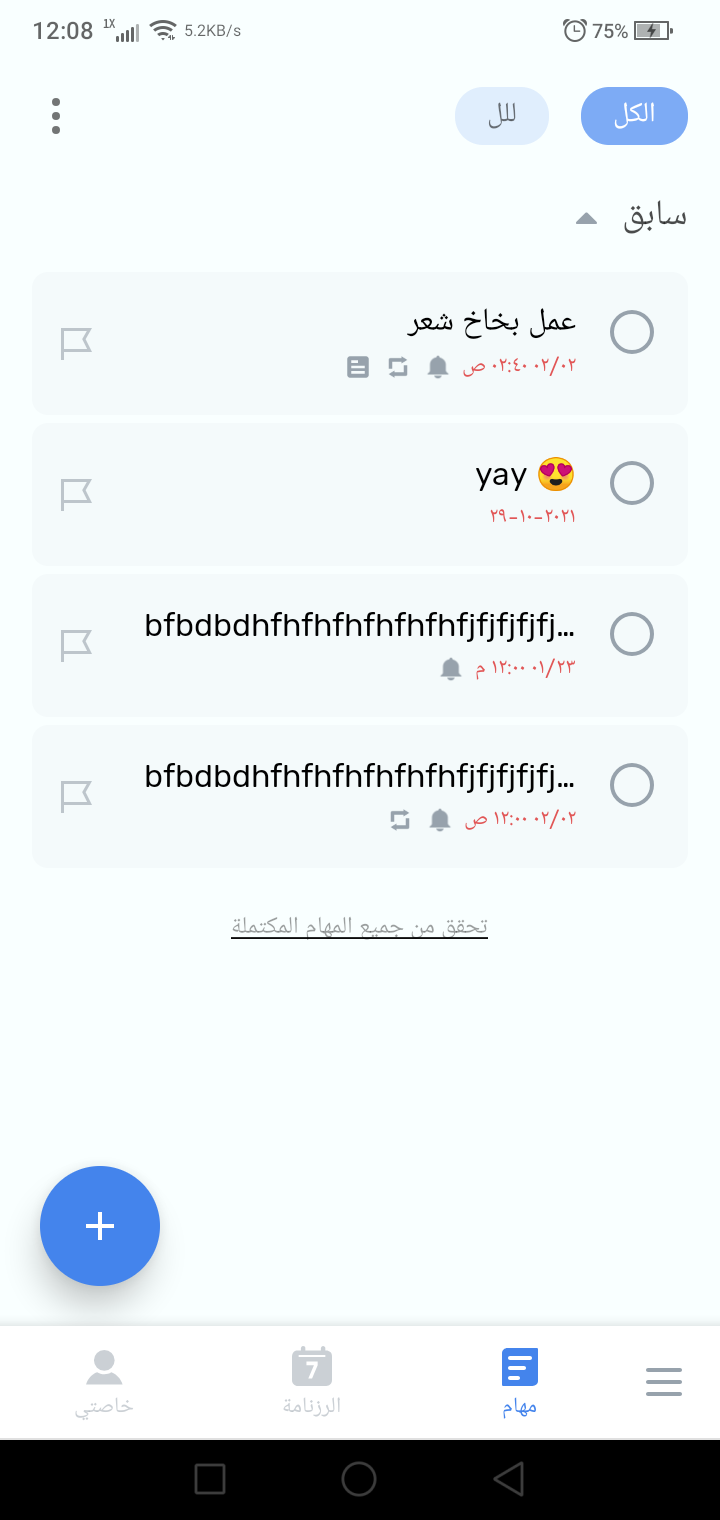 12:08 1X 5.2KB/s 75%
الكل
للل
سابق
عمل بخاخ شعر
٠٢/٠٢ ٠٢:٤٠ ص
yay 😍
٢٩-١٠-٢٠٢١
bfbdbdhfhfhfhfhfhfhfjfjfjfjfj...
٠١/٢٣ ١٢:٠٠ م
bfbdbdhfhfhfhfhfhfhfjfjfjfjfj...
٠٢/٠٢ ١٢:٠٠ ص
تحقق من جميع المهام المكتملة
مهام
7
الرزنامة
خاصتي